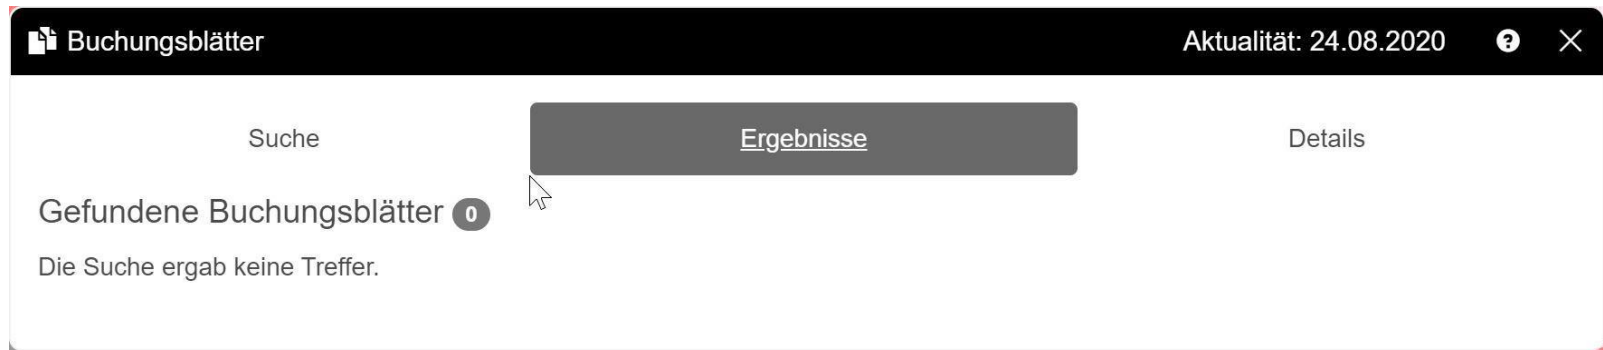 Buchungsblätter Aktualität: 24.08.2020
Suche Ergebnisse Details
Gefundene Buchungsblätter 0
Die Suche ergab keine Treffer.